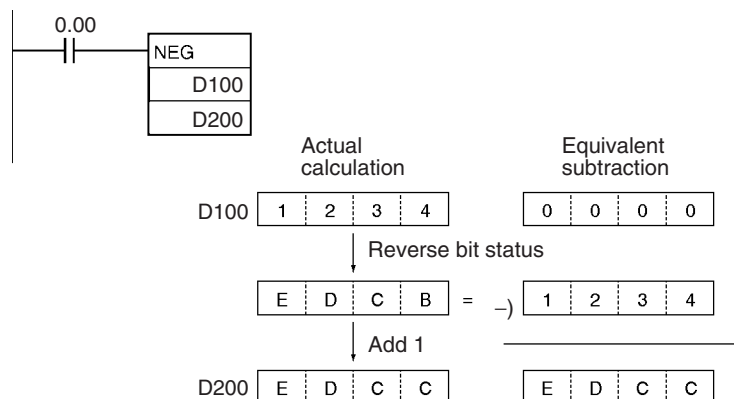 0.00
NEG
D100
D200
Actual calculation
Equivalent subtraction
D100 1 2 3 4 0 0 0 0
Reverse bit status
E D C B = –) 1 2 3 4
Add 1
D200 E D C C E D C C